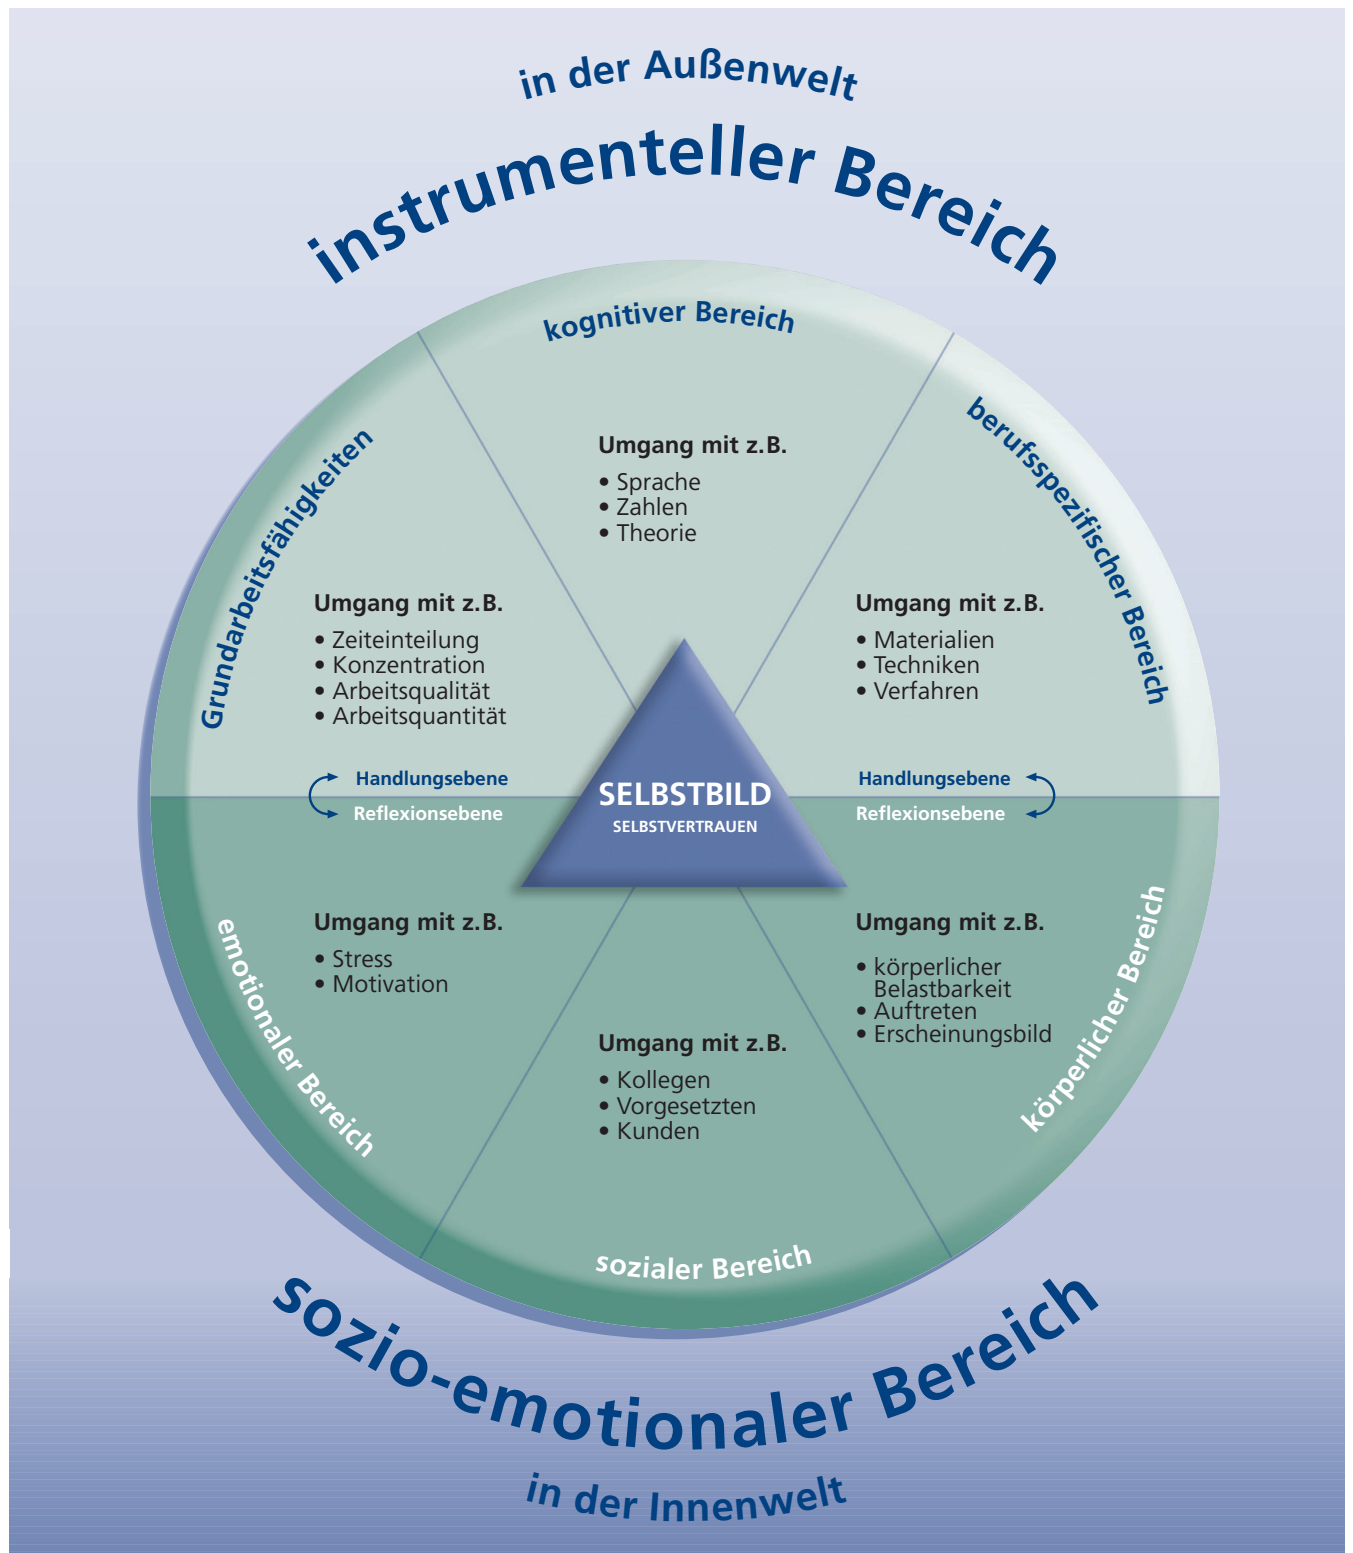 in der Außenwelt
instrumenteller Bereich
kognitiver Bereich
Umgang mit z.B.
• Sprache
• Zahlen
• Theorie
Grundarbeitsfähigkeiten
Umgang mit z.B.
• Zeiteinteilung
• Konzentration
• Arbeitsqualität
• Arbeitsquantität
berufsspezifischer Bereich
Umgang mit z.B.
• Materialien
• Techniken
• Verfahren
Handlungsebene
Reflexionsebene
SELBSTBILD
SELBSTVERTRAUEN
Handlungsebene
Reflexionsebene
emotionaler Bereich
Umgang mit z.B.
• Stress
• Motivation
Umgang mit z.B.
• Kollegen
• Vorgesetzten
• Kunden
sozialer Bereich
Umgang mit z.B.
• körperlicher
Belastbarkeit
• Auftreten
• Erscheinungsbild
körperlicher Bereich
sozio-emotionaler Bereich
in der Innenwelt